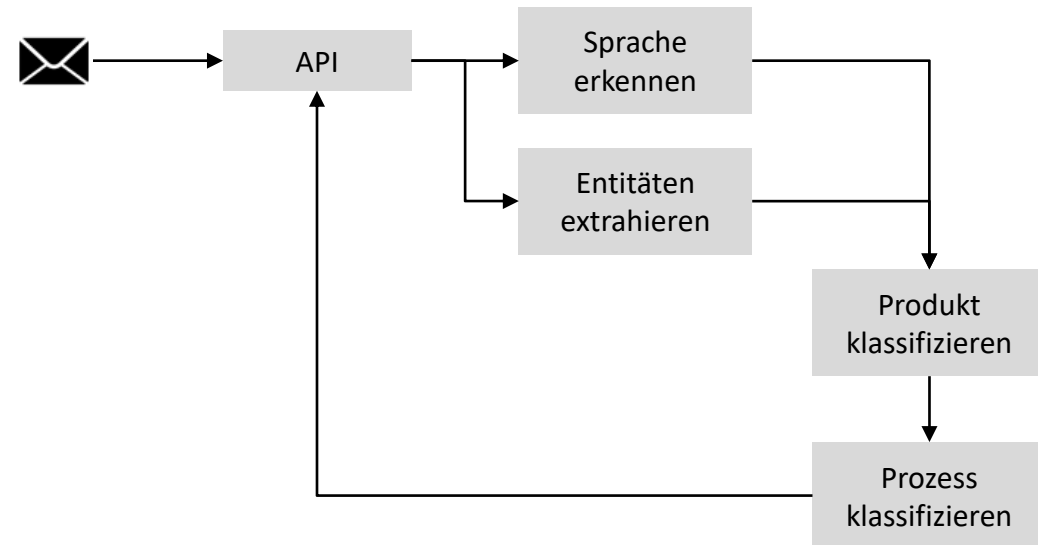 API
Sprache
erkennen
Entitäten
extrahieren
Produkt
klassifizieren
Prozess
klassifizieren